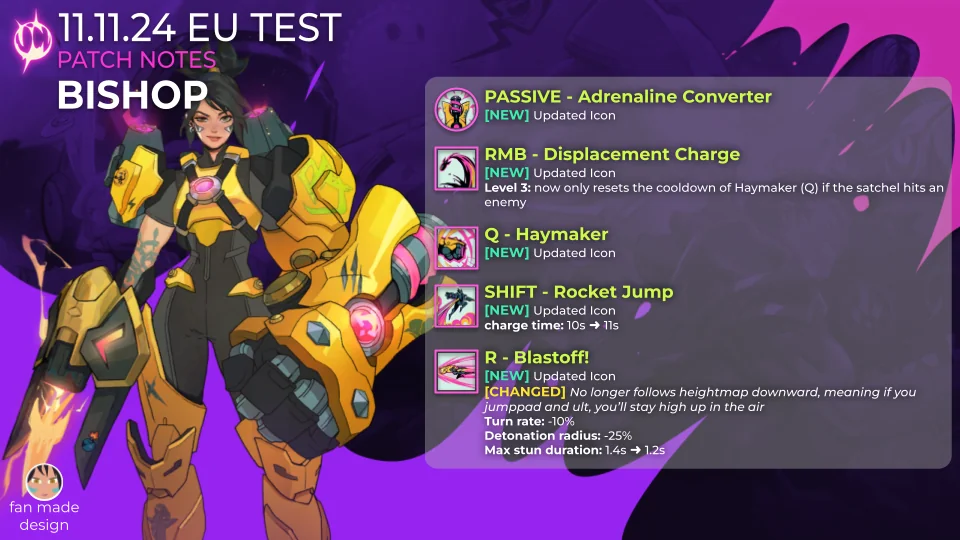 11.11.24 EU TEST
PATCH NOTES
BISHOP
PASSIVE - Adrenaline Converter
[NEW] Updated Icon
RMB - Displacement Charge
[NEW] Updated Icon
Level 3: now only resets the cooldown of Haymaker (Q) if the satchel hits an
enemy
Q - Haymaker
[NEW] Updated Icon
SHIFT - Rocket Jump
[NEW] Updated Icon
charge time: 10s ➜ 11s
R - Blastoff!
[NEW] Updated Icon
[CHANGED] No longer follows heightmap downward, meaning if you
jumppad and ult, you'll stay high up in the air
Turn rate: -10%
Detonation radius: -25%
Max stun duration: 1.4s ➜ 1.2s
fan made
design